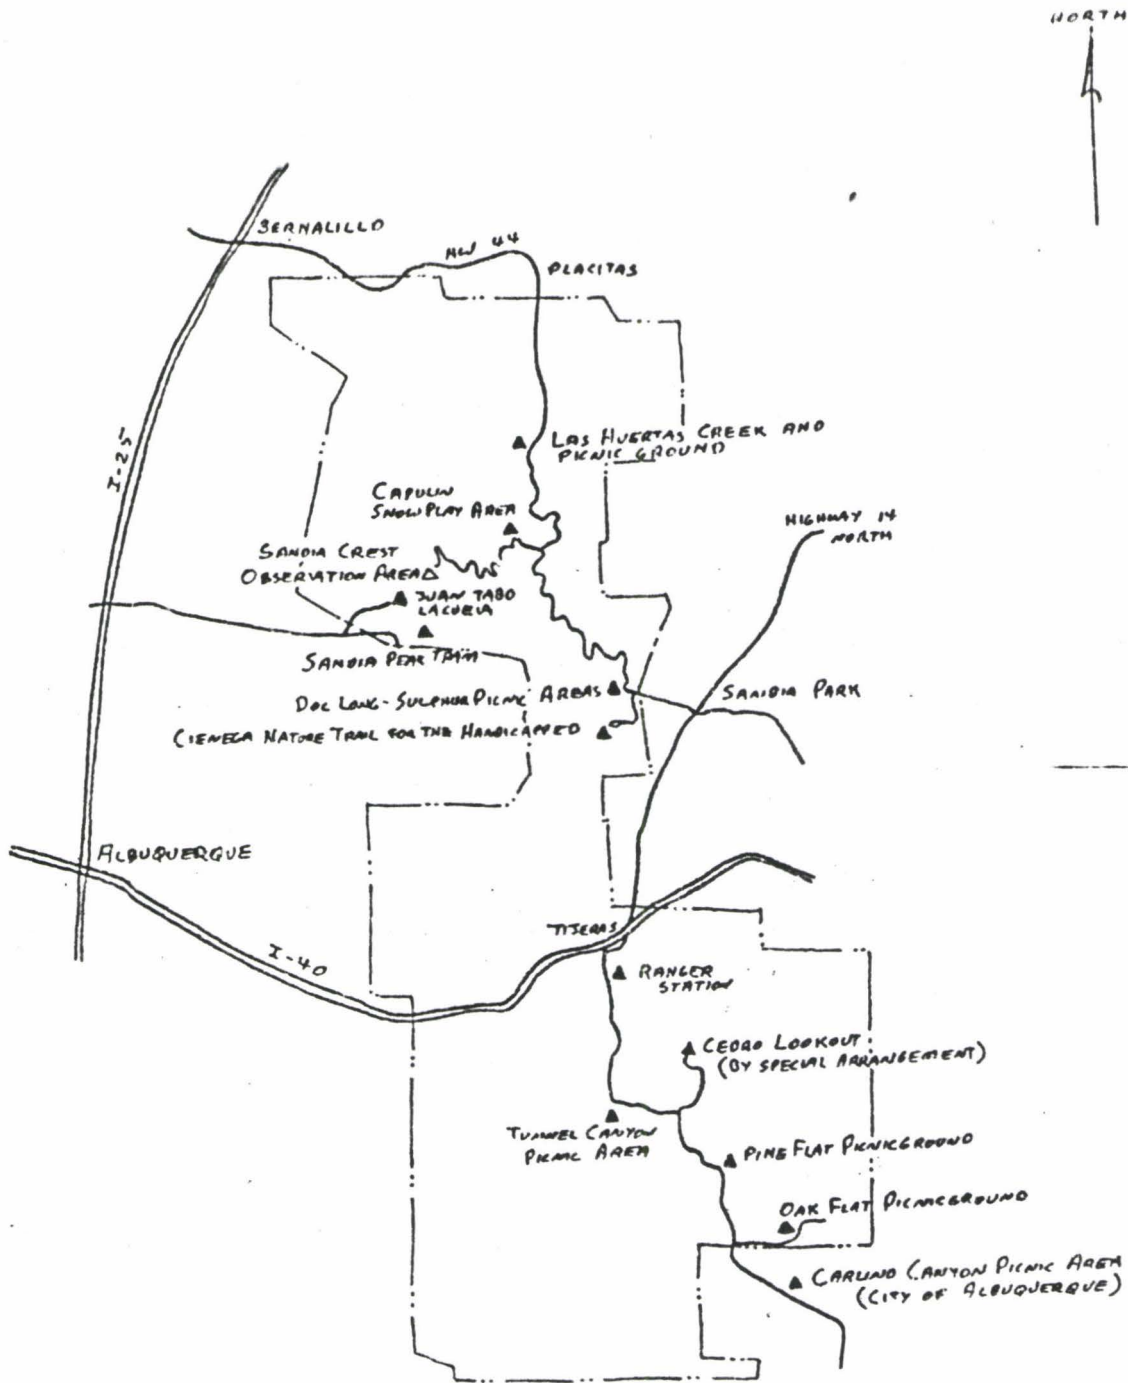 NORTH
BERNALILLO
HW 44
PLACITAS
I-25
LAS HUERTAS CREEK AND
PICNIC GROUND
CAPULIN
SNOW PLAY AREA
HIGHWAY 14
NORTH
SANDIA CREST
OBSERVATION AREA
JUAN TABO
LACUEVA
SANDIA PEAK TRAM
DOC LONG-SULPHUR PICNIC AREAS
SANDIA PARK
CIENEGA NATURE TRAIL FOR THE HANDICAPPED
ALBUQUERQUE
TIJERAS
I-40
RANGER
STATION
CEDRO LOOKOUT
(BY SPECIAL ARRANGEMENT)
TUNNEL CANYON
PICNIC AREA
PINE FLAT PICNICGROUND
OAK FLAT PICNICGROUND
CARLINO CANYON PICNIC AREA
(CITY OF ALBUQUERQUE)